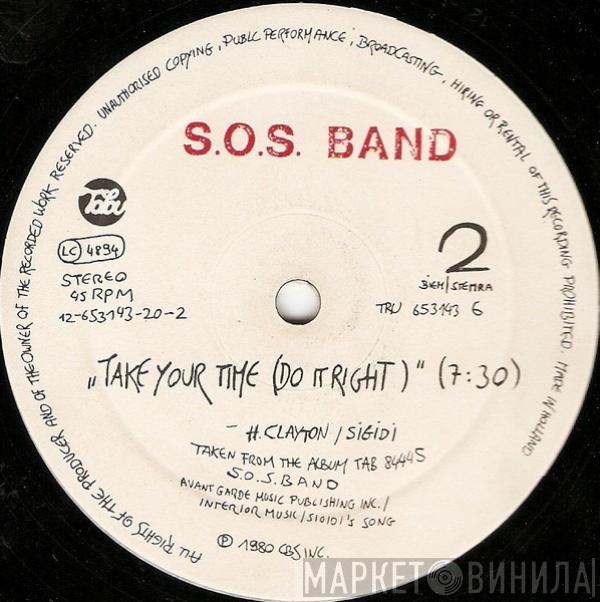 ALL RIGHTS OF THE PRODUCER AND OF THE OWNER OF THE RECORDED WORK RESERVED. UNAUTHORISED COPYING, PUBLC PERFORMANCE, BROADCASTING, HIRING OR RENTAL OF THIS RECORDING PROHIBITED. MADE IN HOLLAND
S.O.S. BAND
Tabu
LC 4894
STEREO
45 RPM
12-653143-20-2
2
BIEM/STEMRA
TBU 653143 6
„TAKE YOUR TIME (DO IT RIGHT)" (7:30)
- H. CLAYTON / SIGIDI
TAKEN FROM THE ALBUM TAB 84445
S.O.S. BAND
AVANT GARDE MUSIC PUBLISHING INC./
INTERIOR MUSIC/SIGIDI'S SONG
Ⓟ 1980 CBS INC.
МАРКЕТ ВИНИЛА